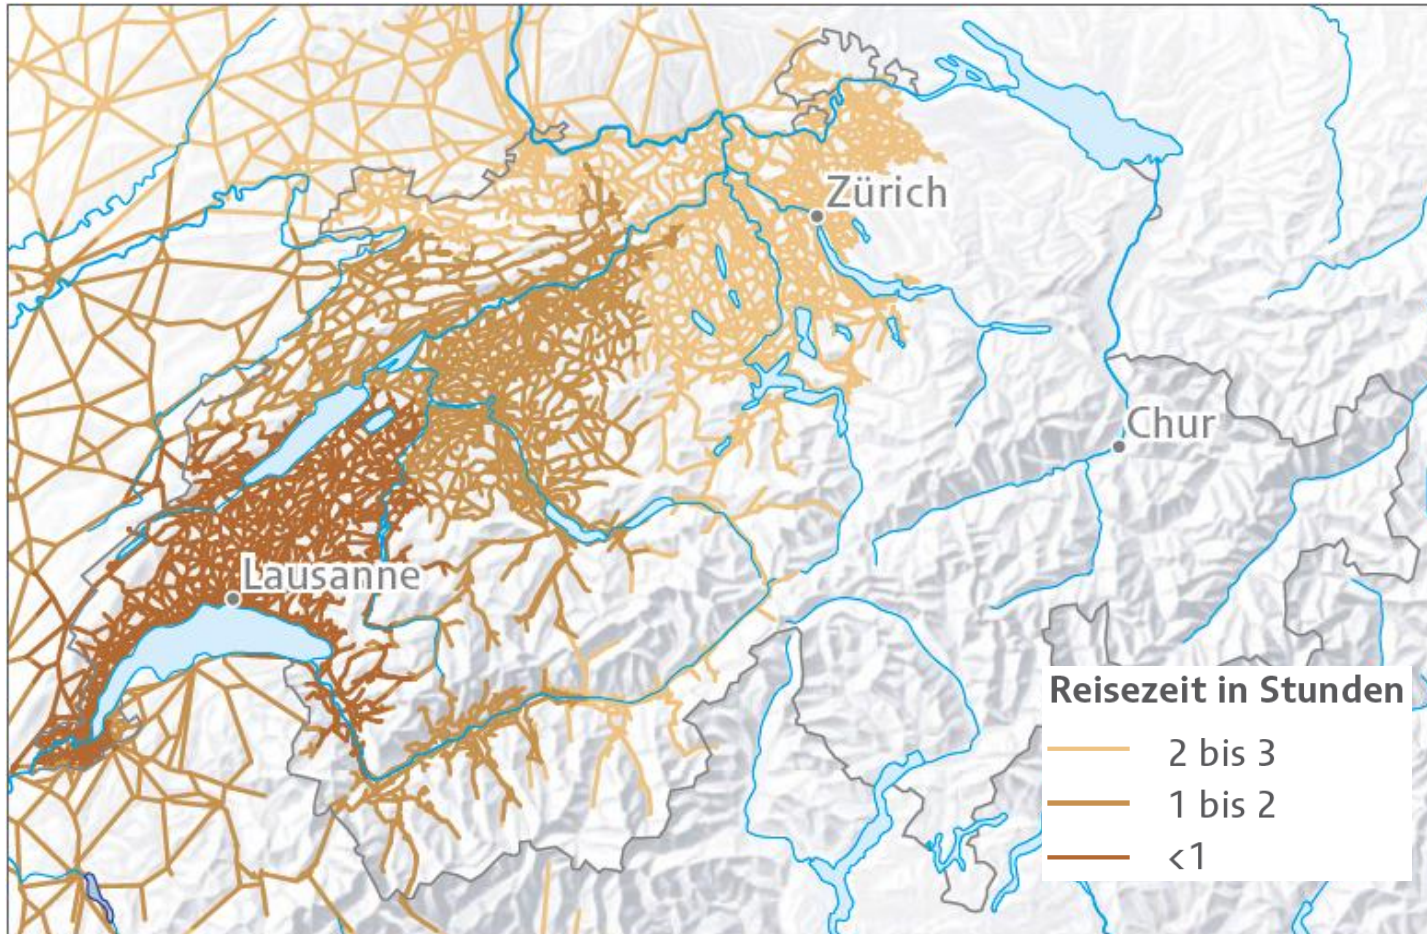 Zürich
Chur
Lausanne
Reisezeit in Stunden
2 bis 3
1 bis 2
<1